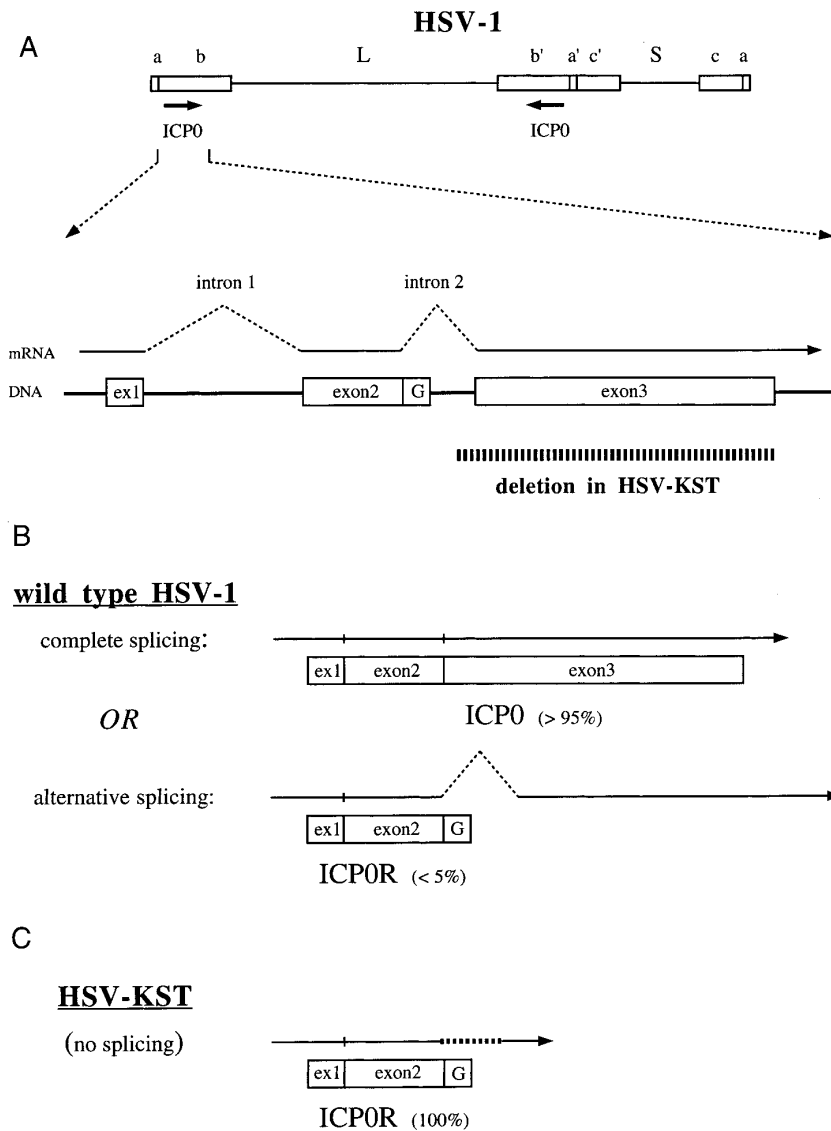 A
HSV-1
a b L b' a' c' S c a
ICP0 ICP0
intron 1 intron 2
mRNA
DNA ex1 exon2 G exon3
deletion in HSV-KST
B
wild type HSV-1
complete splicing:
ex1 exon2 exon3
OR ICP0 (> 95%)
alternative splicing:
ex1 exon2 G
ICP0R (< 5%)
C
HSV-KST
(no splicing)
ex1 exon2 G
ICP0R (100%)